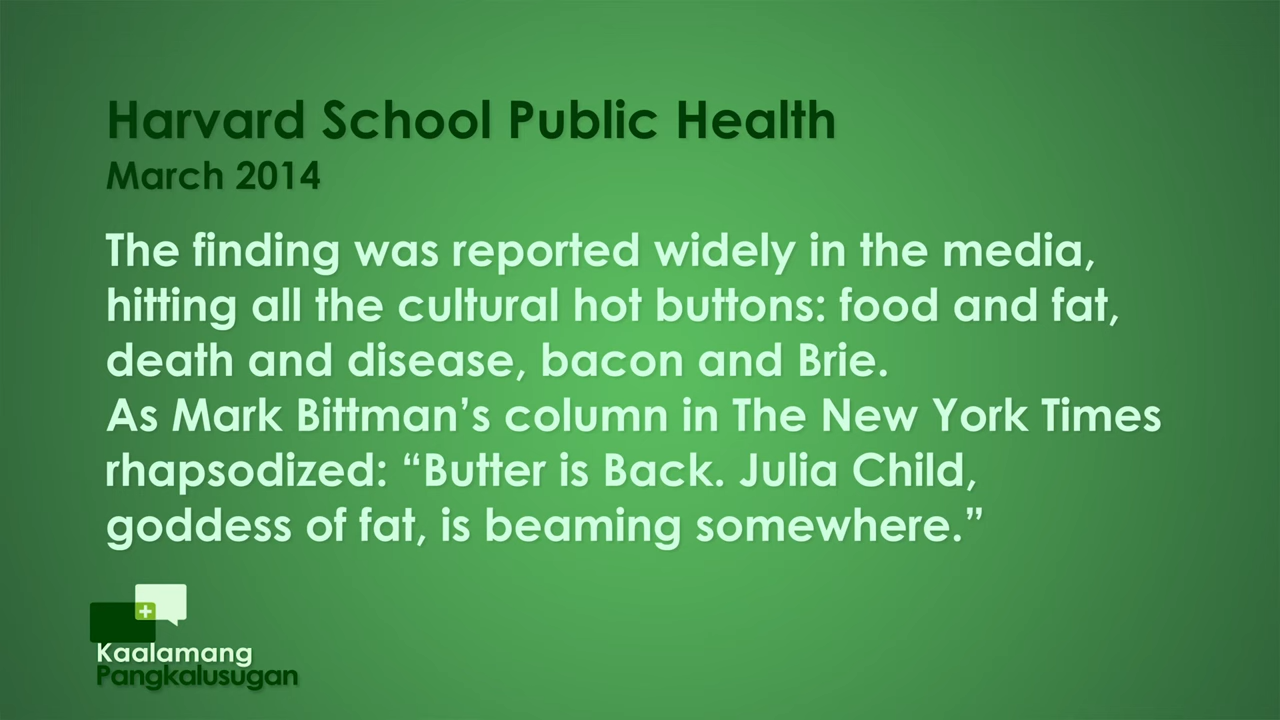 Harvard School Public Health
March 2014
The finding was reported widely in the media,
hitting all the cultural hot buttons: food and fat,
death and disease, bacon and Brie.
As Mark Bittman’s column in The New York Times
rhapsodized: “Butter is Back. Julia Child,
goddess of fat, is beaming somewhere.”
Kaalamang
Pangkalusugan